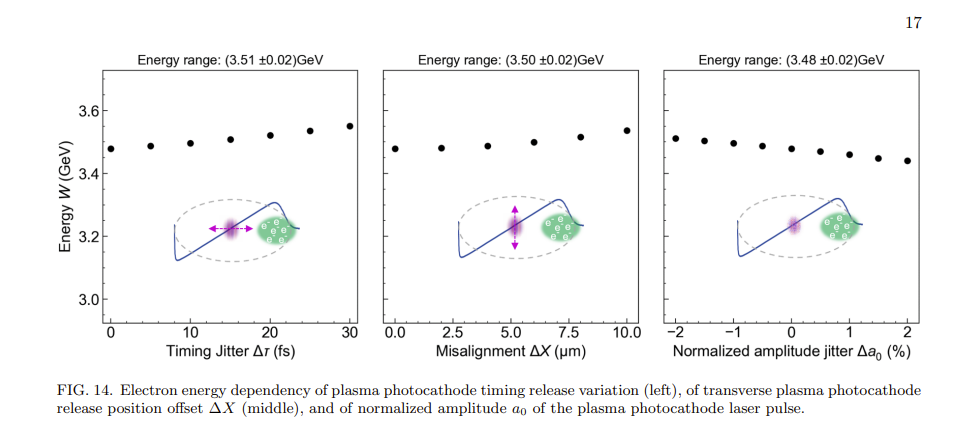 17
Energy range: (3.51 ±0.02)GeV
Energy W (GeV)
3.6
3.4
3.2
3.0
e⁻ e⁻
e⁻ e⁻ e⁻
e⁻ e⁻
0 10 20 30
Timing Jitter Δτ (fs)
Energy range: (3.50 ±0.02)GeV
e⁻ e⁻
e⁻ e⁻ e⁻
e⁻ e⁻
0.0 2.5 5.0 7.5 10.0
Misalignment ΔX (μm)
Energy range: (3.48 ±0.02)GeV
e⁻ e⁻
e⁻ e⁻ e⁻
e⁻ e⁻
−2 −1 0 1 2
Normalized amplitude jitter Δa₀ (%)
FIG. 14. Electron energy dependency of plasma photocathode timing release variation (left), of transverse plasma photocathode
release position offset ΔX (middle), and of normalized amplitude a₀ of the plasma photocathode laser pulse.